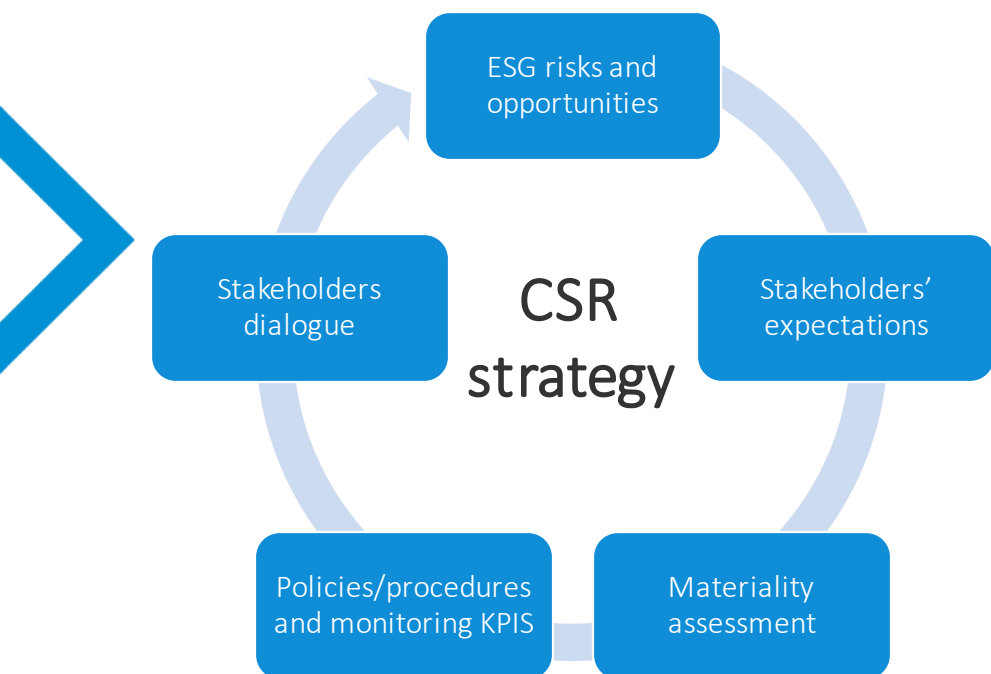 ESG risks and
opportunities
Stakeholders’
expectations
Materiality
assessment
Policies/procedures
and monitoring KPIS
Stakeholders
dialogue
CSR
strategy